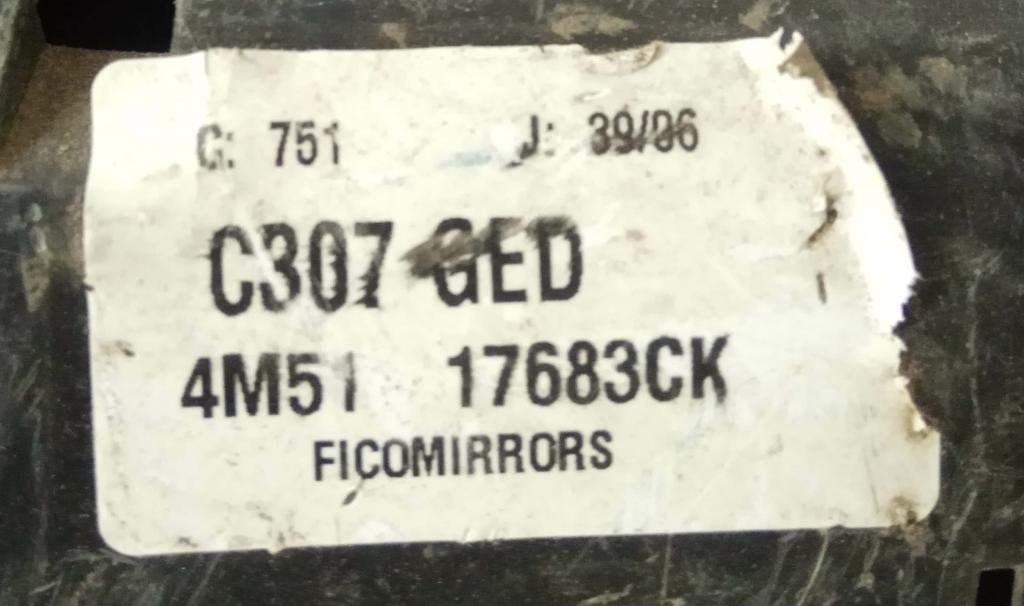 C: 751 J: 39/06
C307 GED
4M51 17683CK
FICOMIRRORS